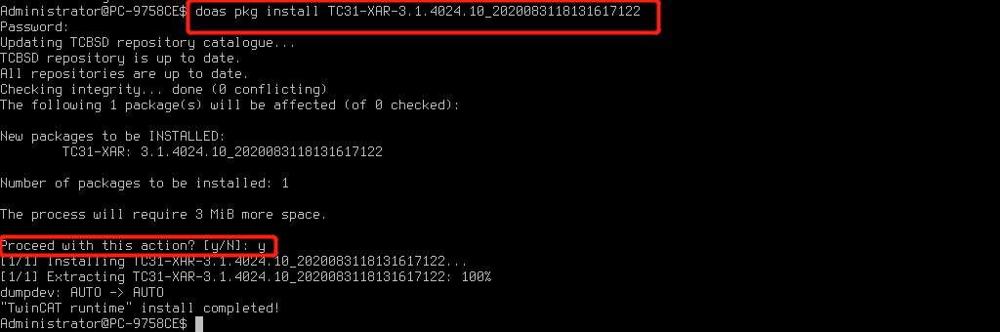 Administrator@PC-9758CE$ doas pkg install TC31-XAR-3.1.4024.10_2020083118131617122
Password:
Updating TCBSD repository catalogue...
TCBSD repository is up to date.
All repositories are up to date.
Checking integrity... done (0 conflicting)
The following 1 package(s) will be affected (of 0 checked):
New packages to be INSTALLED:
TC31-XAR: 3.1.4024.10_2020083118131617122
Number of packages to be installed: 1
The process will require 3 MiB more space.
Proceed with this action? [y/N]: y
[1/1] Installing TC31-XAR-3.1.4024.10_2020083118131617122...
[1/1] Extracting TC31-XAR-3.1.4024.10_2020083118131617122: 100%
dumpdev: AUTO -> AUTO
"TwinCAT runtime" install completed!
Administrator@PC-9758CE$